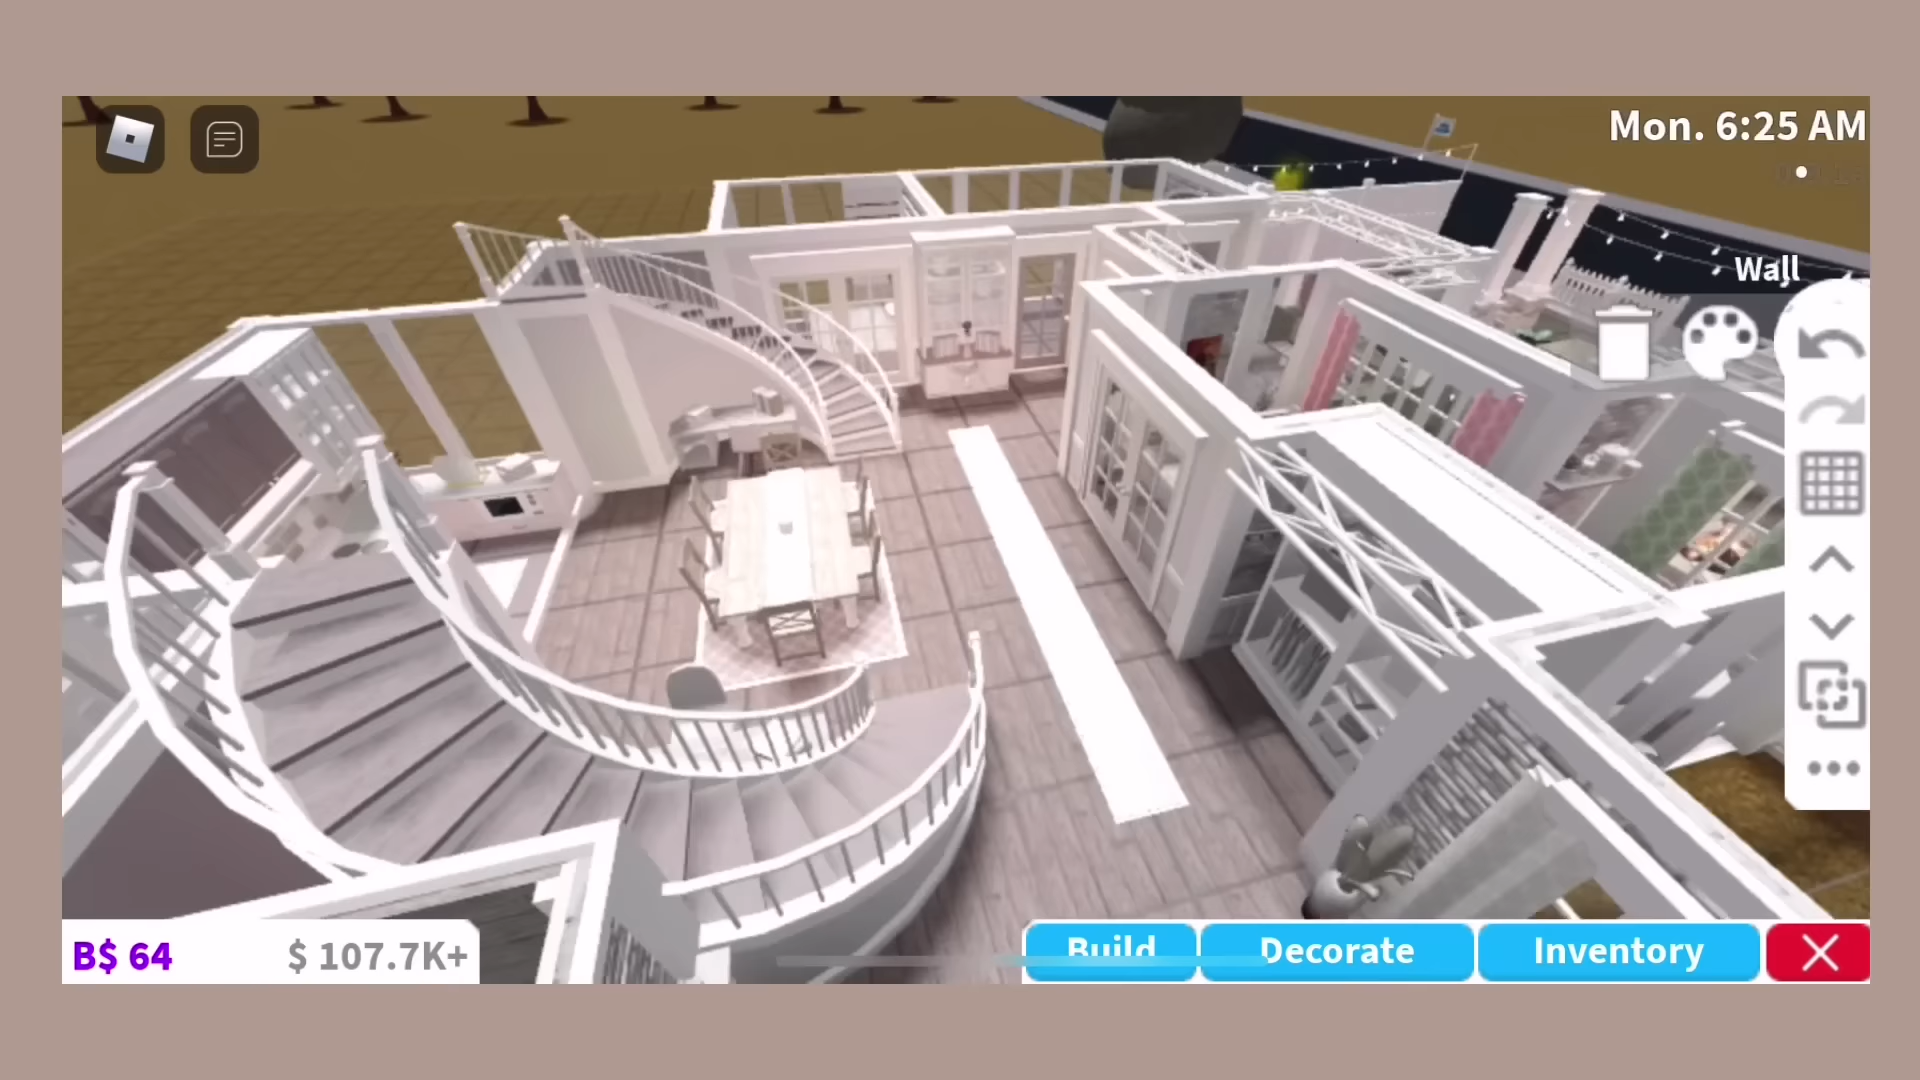 Mon. 6:25 AM
Wall
B$ 64
$ 107.7K+
Build
Decorate
Inventory